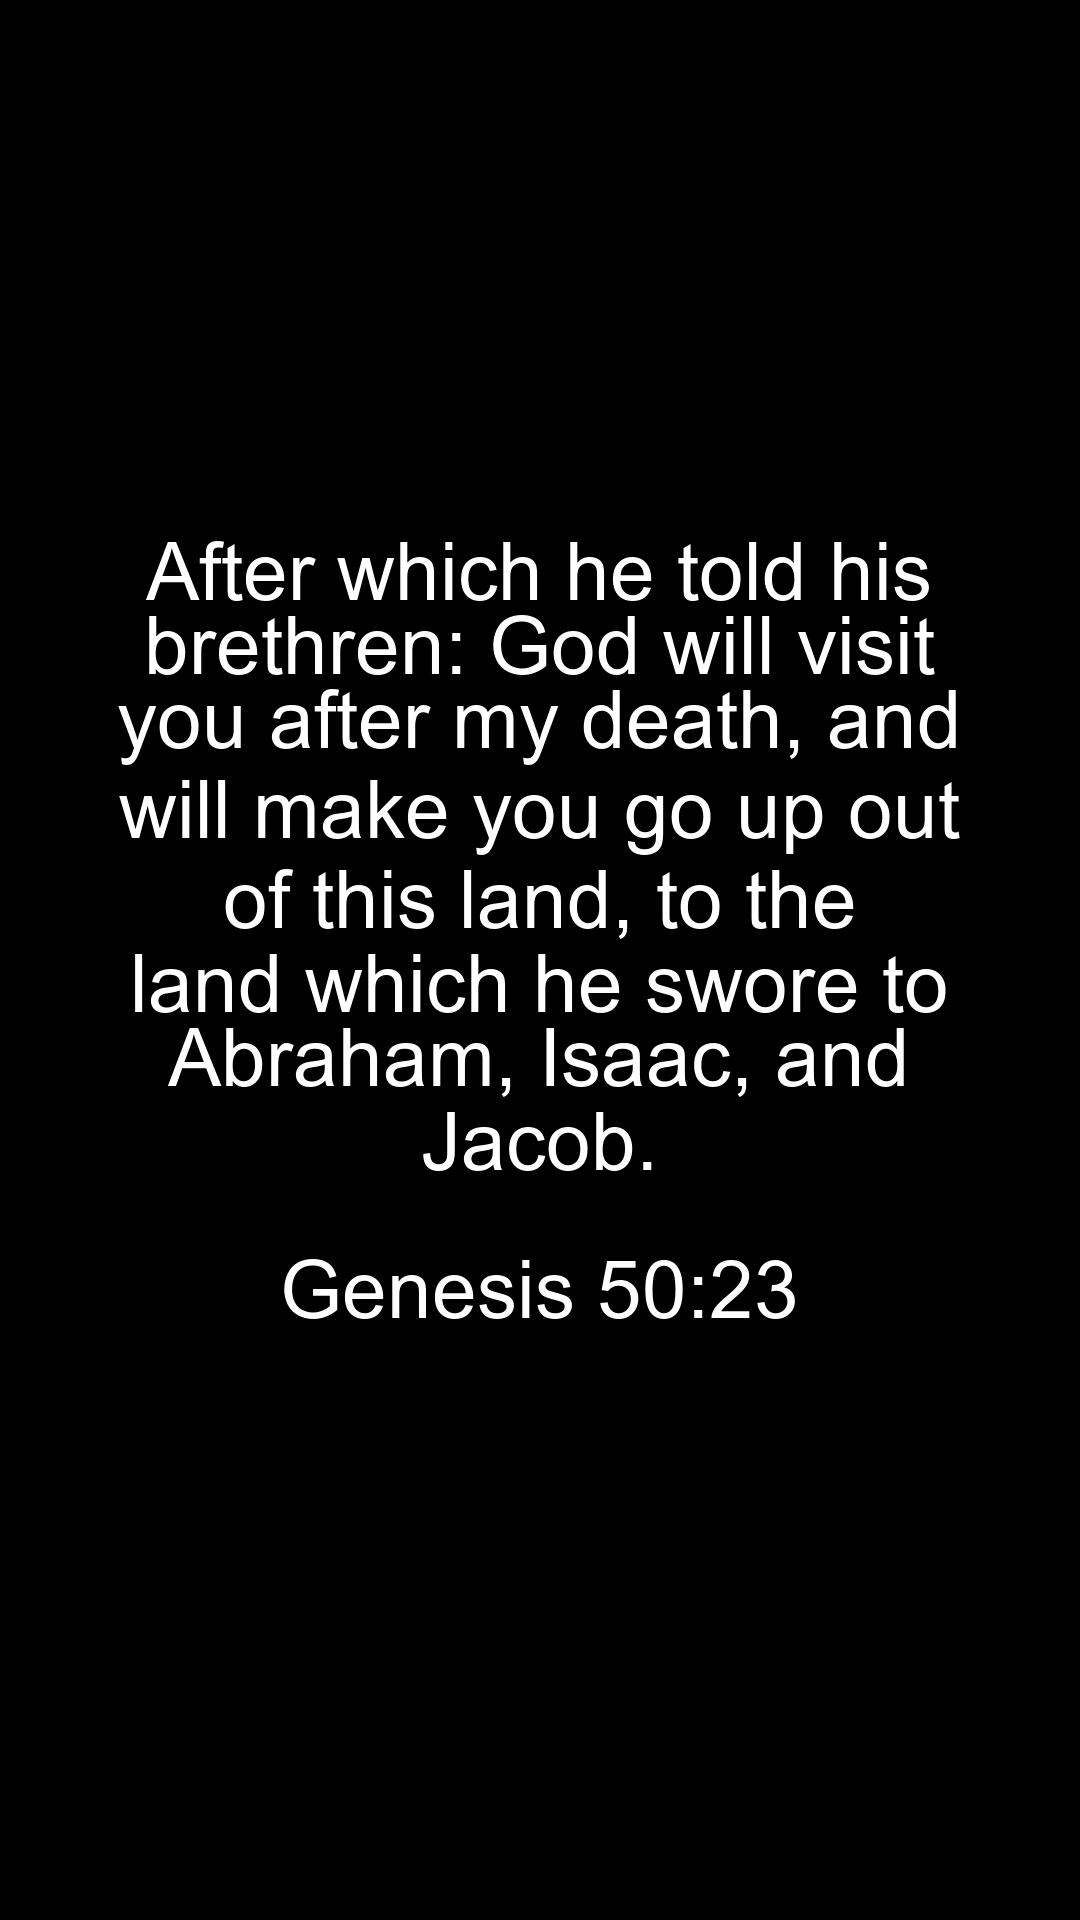 After which he told his
brethren: God will visit
you after my death, and
will make you go up out
of this land, to the
land which he swore to
Abraham, Isaac, and
Jacob.
Genesis 50:23